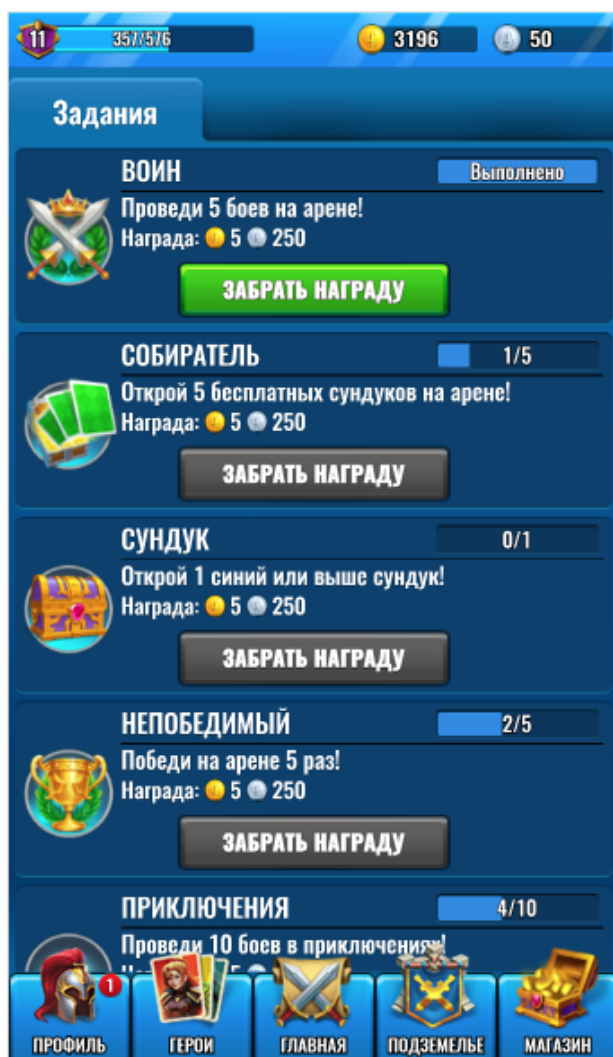 11 357/576 3196 50
Задания
ВОИН Выполнено
Проведи 5 боев на арене!
Награда: 5 250
ЗАБРАТЬ НАГРАДУ
СОБИРАТЕЛЬ 1/5
Открой 5 бесплатных сундуков на арене!
Награда: 5 250
ЗАБРАТЬ НАГРАДУ
СУНДУК 0/1
Открой 1 синий или выше сундук!
Награда: 5 250
ЗАБРАТЬ НАГРАДУ
НЕПОБЕДИМЫЙ 2/5
Победи на арене 5 раз!
Награда: 5 250
ЗАБРАТЬ НАГРАДУ
ПРИКЛЮЧЕНИЯ 4/10
Проведи 10 боев в приключениях!
1
ПРОФИЛЬ ГЕРОИ ГЛАВНАЯ ПОДЗЕМЕЛЬЕ МАГАЗИН